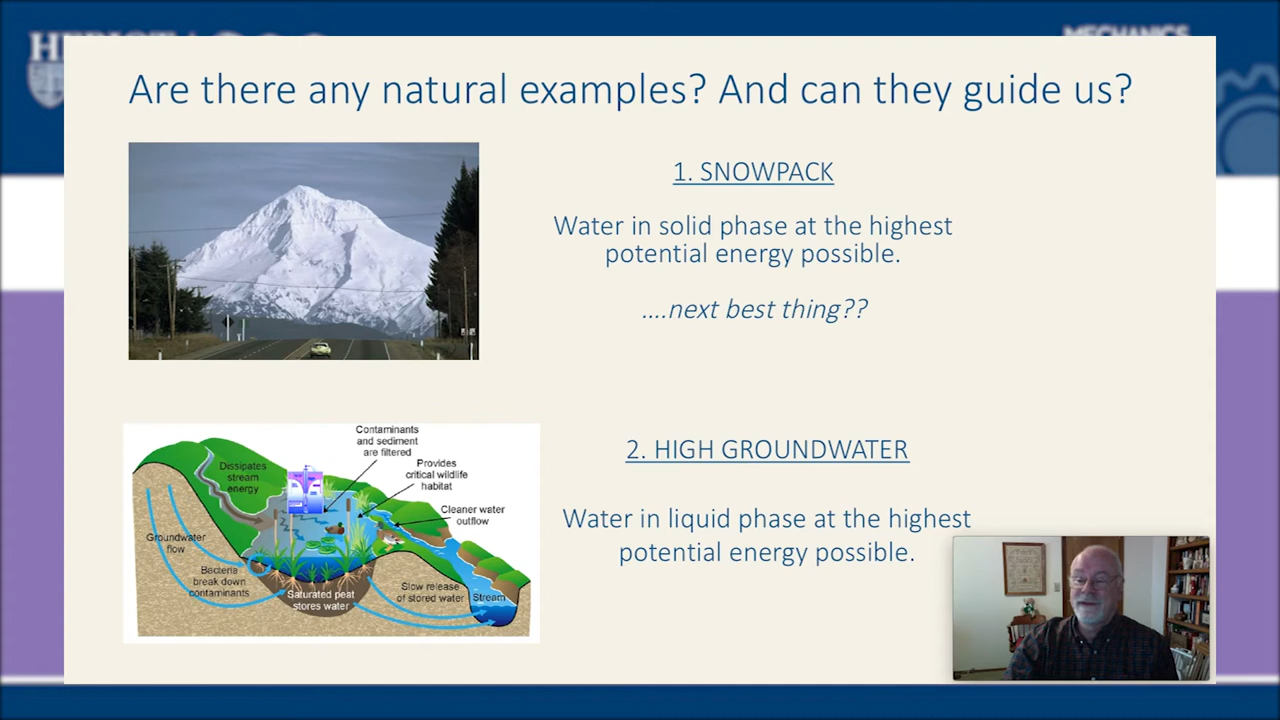 MECHANICS
Are there any natural examples? And can they guide us?
1. SNOWPACK
Water in solid phase at the highest
potential energy possible.
....next best thing??
2. HIGH GROUNDWATER
Water in liquid phase at the highest
potential energy possible.
Contaminants
and sediment
are filtered
Dissipates
stream
energy
Provides
critical wildlife
habitat
Cleaner water
outflow
Groundwater
flow
Bacteria
break down
contaminants
Saturated peat
stores water
Slow release
of stored water
Stream